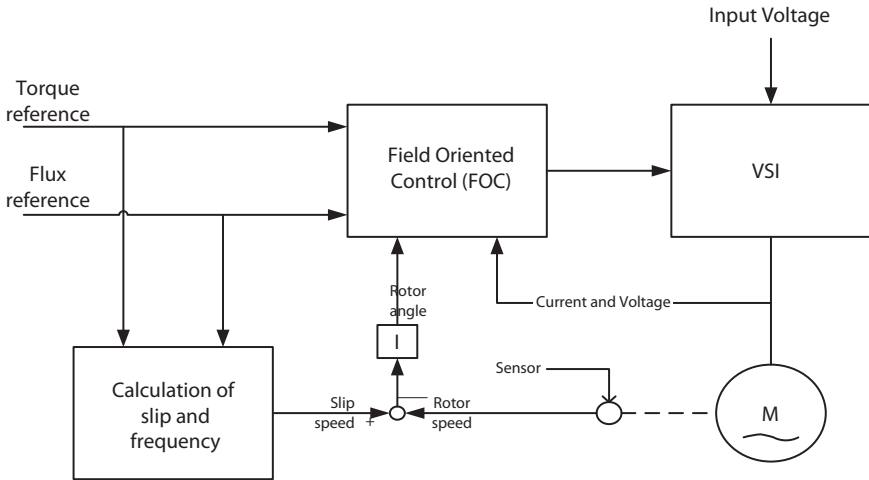 Input Voltage
Torque
reference
Flux
reference
Field Oriented
Control (FOC)
VSI
Rotor
angle
Current and Voltage
I
Calculation of
slip and
frequency
Slip
speed +
Rotor
speed
Sensor
M